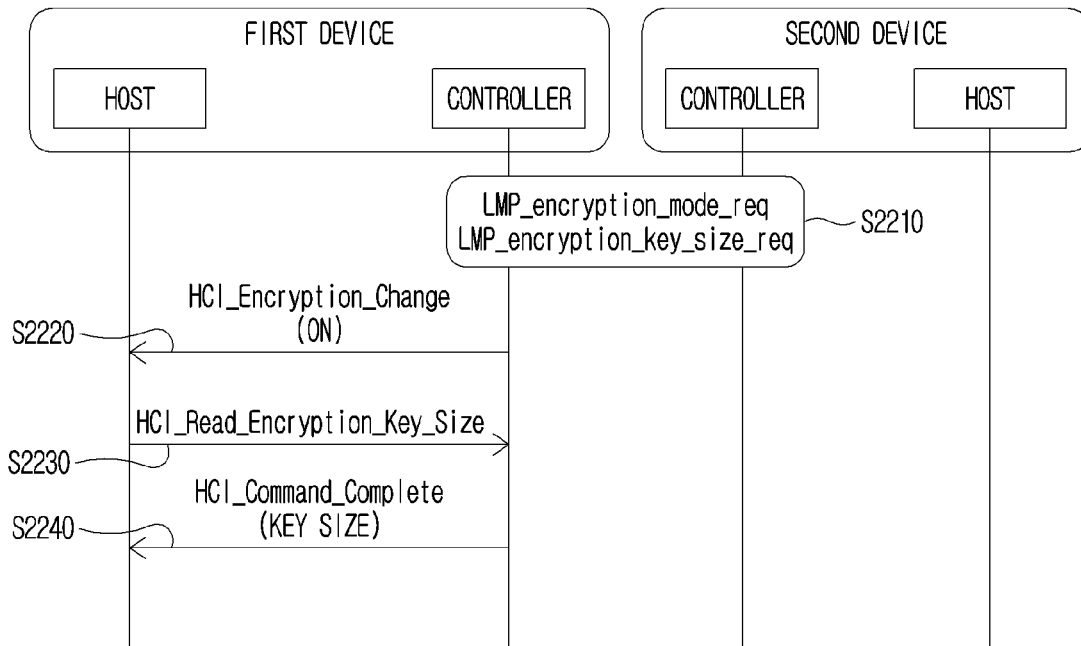 FIRST DEVICE
SECOND DEVICE
HOST
CONTROLLER
CONTROLLER
HOST
LMP_encryption_mode_req
LMP_encryption_key_size_req
S2210
HCI_Encryption_Change
(ON)
S2220
HCI_Read_Encryption_Key_Size
S2230
HCI_Command_Complete
(KEY SIZE)
S2240